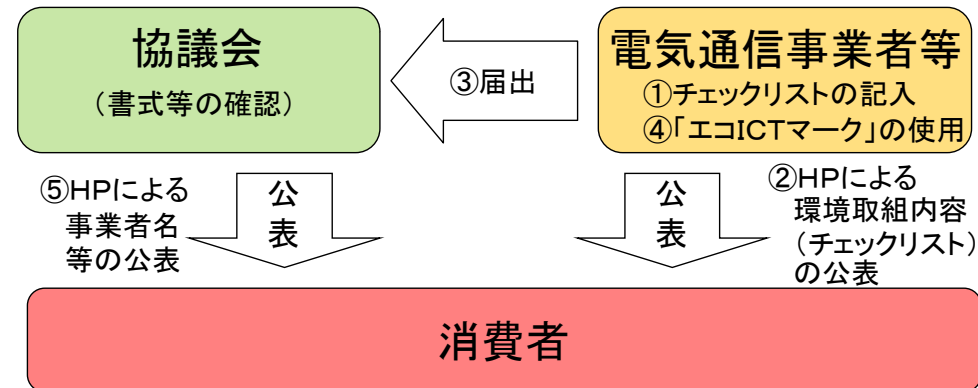 協議会
（書式等の確認）
③届出
電気通信事業者等
①チェックリストの記入
④「エコICTマーク」の使用
⑤HPによる
事業者名
等の公表
公
表
公
表
②HPによる
環境取組内容
（チェックリスト）
の公表
消費者